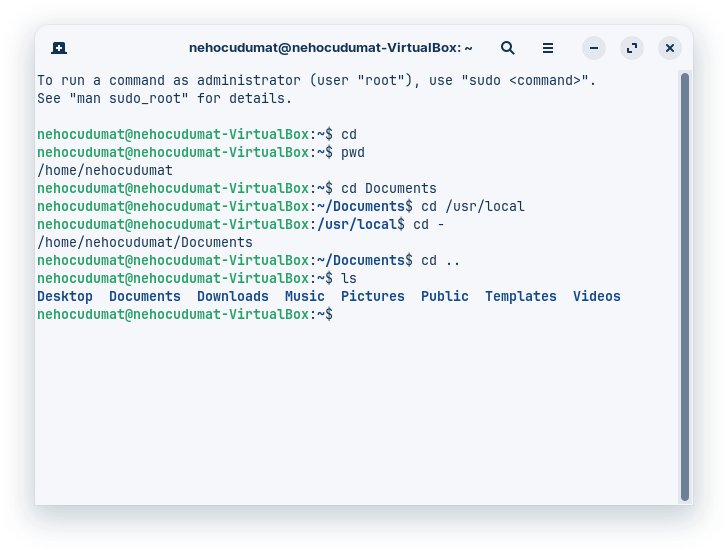 nehocudumat@nehocudumat-VirtualBox: ~
To run a command as administrator (user "root"), use "sudo <command>".
See "man sudo_root" for details.
nehocudumat@nehocudumat-VirtualBox:~$ cd
nehocudumat@nehocudumat-VirtualBox:~$ pwd
/home/nehocudumat
nehocudumat@nehocudumat-VirtualBox:~$ cd Documents
nehocudumat@nehocudumat-VirtualBox:~/Documents$ cd /usr/local
nehocudumat@nehocudumat-VirtualBox:/usr/local$ cd -
/home/nehocudumat/Documents
nehocudumat@nehocudumat-VirtualBox:~/Documents$ cd ..
nehocudumat@nehocudumat-VirtualBox:~$ ls
Desktop  Documents  Downloads  Music  Pictures  Public  Templates  Videos
nehocudumat@nehocudumat-VirtualBox:~$